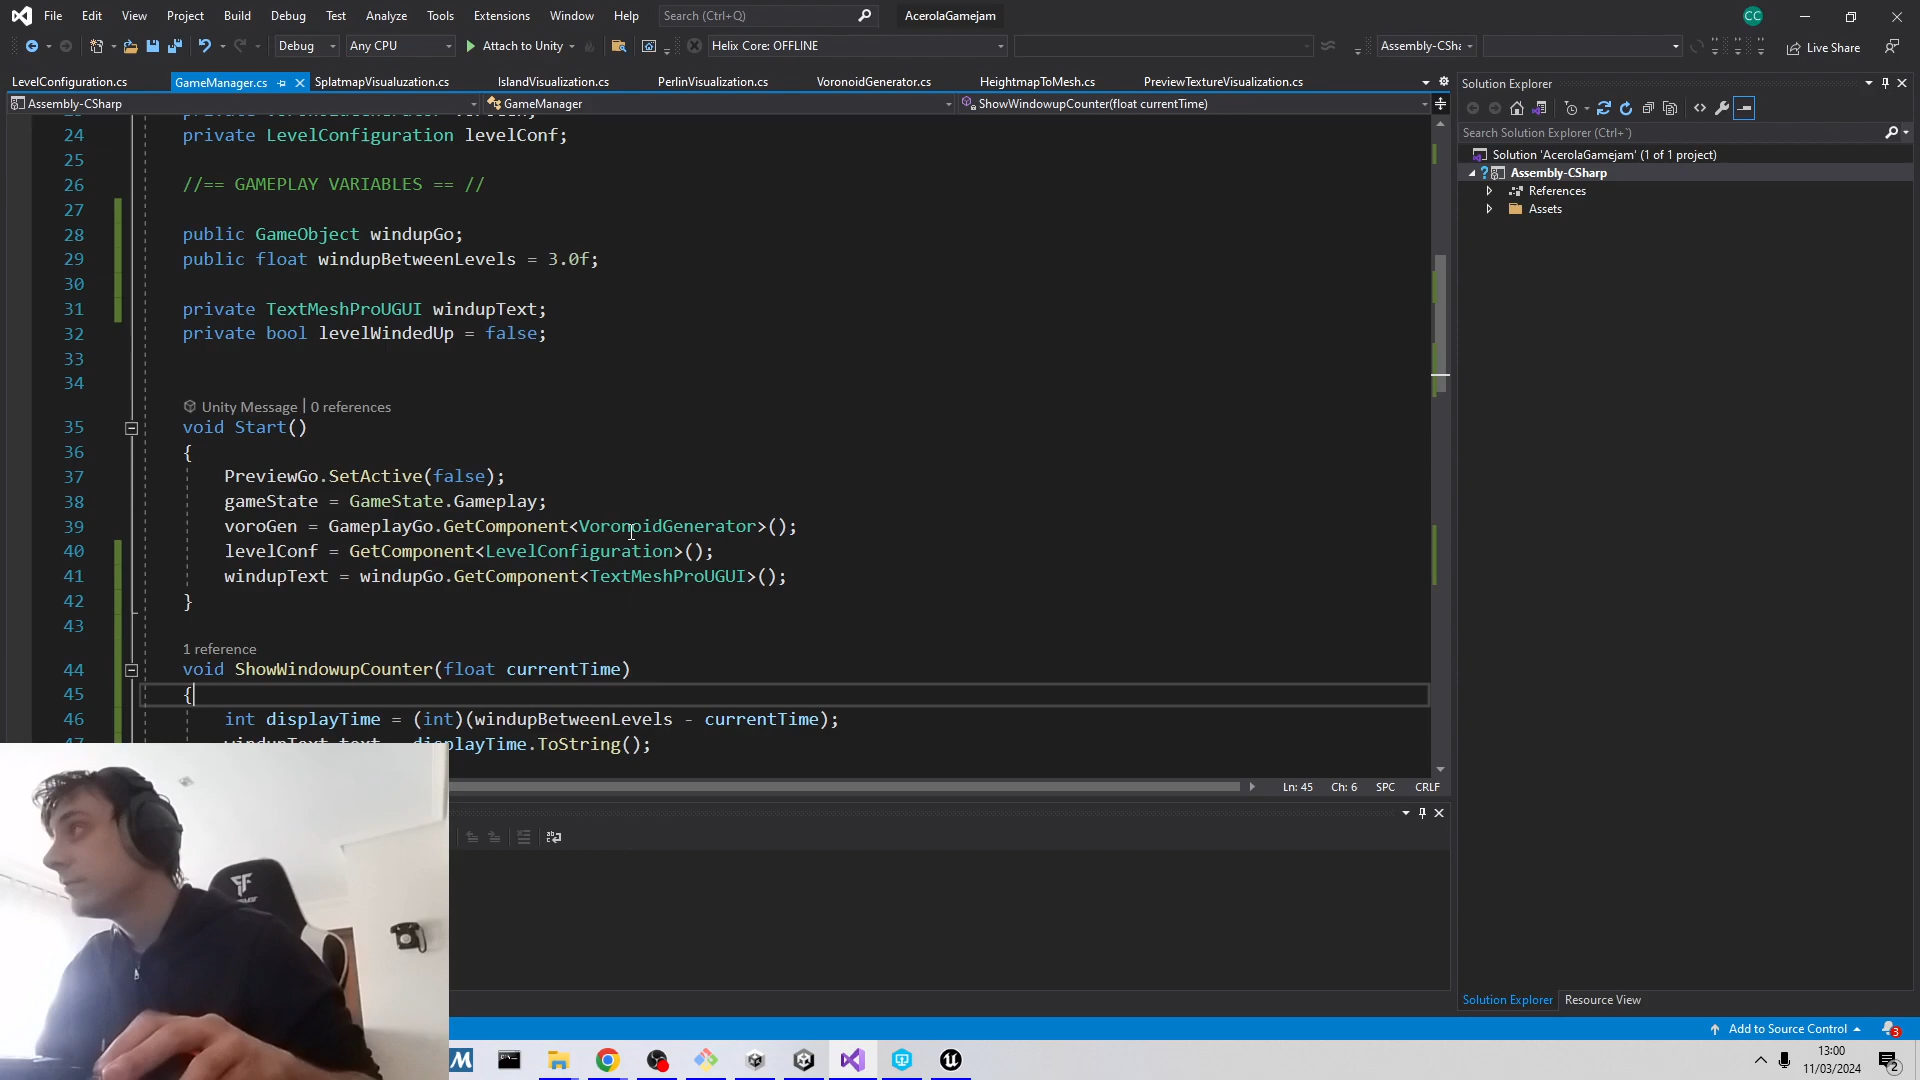 File Edit View Project Build Debug Test Analyze Tools Extensions Window Help Search (Ctrl+Q) AcerolaGamejam CC
Debug Any CPU Attach to Unity Helix Core: OFFLINE Assembly-CSha Live Share
LevelConfiguration.cs GameManager.cs SplatmapVisualuzation.cs IslandVisualization.cs PerlinVisualization.cs VoronoidGenerator.cs HeightmapToMesh.cs PreviewTextureVisualization.cs
Assembly-CSharp GameManager ShowWindowupCounter(float currentTime)
24 private LevelConfiguration levelConf;
25
26 //== GAMEPLAY VARIABLES == //
27
28 public GameObject windupGo;
29 public float windupBetweenLevels = 3.0f;
30
31 private TextMeshProUGUI windupText;
32 private bool levelWindedUp = false;
33
34
Unity Message | 0 references
35 void Start()
36 {
37 PreviewGo.SetActive(false);
38 gameState = GameState.Gameplay;
39 voroGen = GameplayGo.GetComponent<VoronoidGenerator>();
40 levelConf = GetComponent<LevelConfiguration>();
41 windupText = windupGo.GetComponent<TextMeshProUGUI>();
42 }
43
1 reference
44 void ShowWindowupCounter(float currentTime)
45 {
46 int displayTime = (int)(windupBetweenLevels - currentTime);
displayTime.ToString();
Ln: 45 Ch: 6 SPC CRLF
Solution Explorer
Search Solution Explorer (Ctrl+`)
Solution 'AcerolaGamejam' (1 of 1 project)
Assembly-CSharp
References
Assets
Solution Explorer Resource View
Add to Source Control 3
13:00
11/03/2024 2